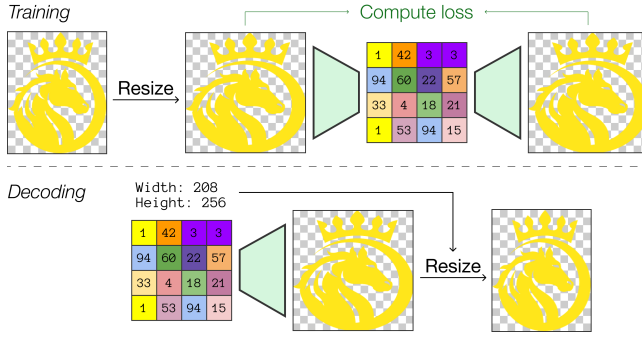 Training
Compute loss
Resize
1 42 3 3
94 60 22 57
33 4 18 21
1 53 94 15
Decoding
Width: 208
Height: 256
1 42 3 3
94 60 22 57
33 4 18 21
1 53 94 15
Resize